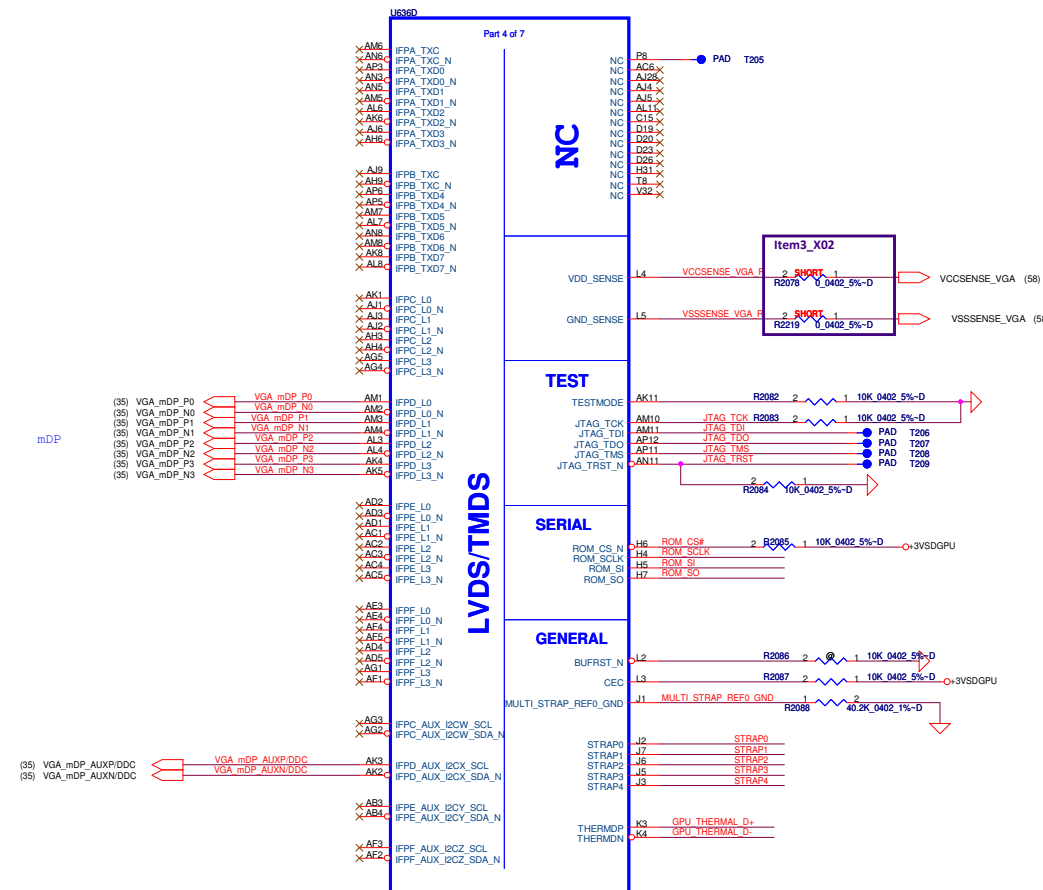 U636D
Part 4 of 7
AM6 IFPA_TXC
AN6 IFPA_TXC_N
AP3 IFPA_TXD0
AN3 IFPA_TXD0_N
AN5 IFPA_TXD1
AM5 IFPA_TXD1_N
AL6 IFPA_TXD2
AK6 IFPA_TXD2_N
AJ6 IFPA_TXD3
AH6 IFPA_TXD3_N
AJ9 IFPB_TXC
AH9 IFPB_TXC_N
AP6 IFPB_TXD4
AP5 IFPB_TXD4_N
AM7 IFPB_TXD5
AL7 IFPB_TXD5_N
AN8 IFPB_TXD6
AM8 IFPB_TXD6_N
AK8 IFPB_TXD7
AL8 IFPB_TXD7_N
AK1 IFPC_L0
AJ1 IFPC_L0_N
AJ3 IFPC_L1
AJ2 IFPC_L1_N
AH3 IFPC_L2
AH4 IFPC_L2_N
AG5 IFPC_L3
AG4 IFPC_L3_N
mDP
(35) VGA_mDP_P0 VGA_mDP_P0 AM1 IFPD_L0
(35) VGA_mDP_N0 VGA_mDP_N0 AM2 IFPD_L0_N
(35) VGA_mDP_P1 VGA_mDP_P1 AM3 IFPD_L1
(35) VGA_mDP_N1 VGA_mDP_N1 AM4 IFPD_L1_N
(35) VGA_mDP_P2 VGA_mDP_P2 AL3 IFPD_L2
(35) VGA_mDP_N2 VGA_mDP_N2 AL4 IFPD_L2_N
(35) VGA_mDP_P3 VGA_mDP_P3 AK4 IFPD_L3
(35) VGA_mDP_N3 VGA_mDP_N3 AK5 IFPD_L3_N
AD2 IFPE_L0
AD3 IFPE_L0_N
AD1 IFPE_L1
AC1 IFPE_L1_N
AC2 IFPE_L2
AC3 IFPE_L2_N
AC4 IFPE_L3
AC5 IFPE_L3_N
AE3 IFPF_L0
AE4 IFPF_L0_N
AF4 IFPF_L1
AF5 IFPF_L1_N
AD4 IFPF_L2
AD5 IFPF_L2_N
AG1 IFPF_L3
AF1 IFPF_L3_N
AG3 IFPC_AUX_I2CW_SCL
AG2 IFPC_AUX_I2CW_SDA_N
(35) VGA_mDP_AUXP/DDC VGA_mDP_AUXP/DDC AK3 IFPD_AUX_I2CX_SCL
(35) VGA_mDP_AUXN/DDC VGA_mDP_AUXN/DDC AK2 IFPD_AUX_I2CX_SDA_N
AB3 IFPE_AUX_I2CY_SCL
AB4 IFPE_AUX_I2CY_SDA_N
AF3 IFPF_AUX_I2CZ_SCL
AF2 IFPF_AUX_I2CZ_SDA_N
LVDS/TMDS
NC
NC P8 PAD T205
NC AC6
NC AJ28
NC AJ4
NC AJ5
NC AL11
NC C15
NC D19
NC D20
NC D23
NC D26
NC H31
NC T8
NC V32
Item3_X02
VDD_SENSE L4 VCCSENSE_VGA_R 2 SHORT 1 VCCSENSE_VGA (58)
R2078 0_0402_5%~D
GND_SENSE L5 VSSSENSE_VGA_R 2 SHORT 1 VSSSENSE_VGA (58
R2219 0_0402_5%~D
TEST
TESTMODE AK11 R2082 2 1 10K_0402_5%~D
JTAG_TCK AM10 JTAG_TCK R2083 2 1 10K_0402_5%~D
JTAG_TDI AM11 JTAG_TDI PAD T206
JTAG_TDO AP12 JTAG_TDO PAD T207
JTAG_TMS AP11 JTAG_TMS PAD T208
JTAG_TRST_N AN11 JTAG_TRST PAD T209
2 1
R2084 10K_0402_5%~D
SERIAL
ROM_CS_N H6 ROM_CS# 2 R2085 1 10K_0402_5%~D +3VSDGPU
ROM_SCLK H4 ROM_SCLK
ROM_SI H5 ROM_SI
ROM_SO H7 ROM_SO
GENERAL
BUFRST_N L2 R2086 2 @ 1 10K_0402_5%~D
CEC L3 R2087 2 1 10K_0402_5%~D +3VSDGPU
MULTI_STRAP_REF0_GND J1 MULTI_STRAP_REF0_GND 1 2
R2088 40.2K_0402_1%~D
STRAP0 J2 STRAP0
STRAP1 J7 STRAP1
STRAP2 J6 STRAP2
STRAP3 J5 STRAP3
STRAP4 J3 STRAP4
THERMDP K3 GPU_THERMAL_D+
THERMDN K4 GPU_THERMAL_D-